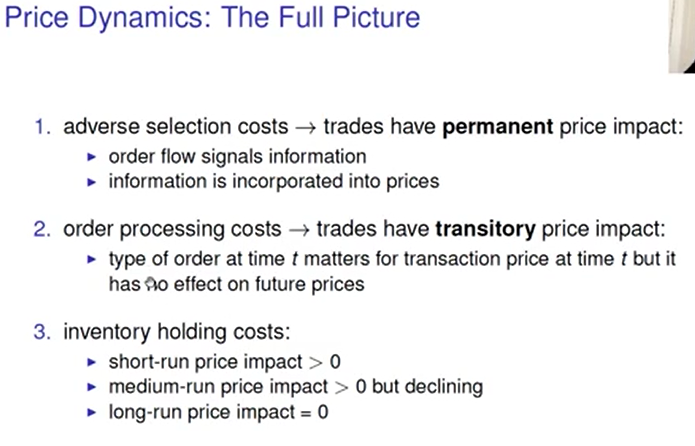 Price Dynamics: The Full Picture
1. adverse selection costs → trades have permanent price impact:
▸ order flow signals information
▸ information is incorporated into prices
2. order processing costs → trades have transitory price impact:
▸ type of order at time t matters for transaction price at time t but it
has no effect on future prices
3. inventory holding costs:
▸ short-run price impact > 0
▸ medium-run price impact > 0 but declining
▸ long-run price impact = 0